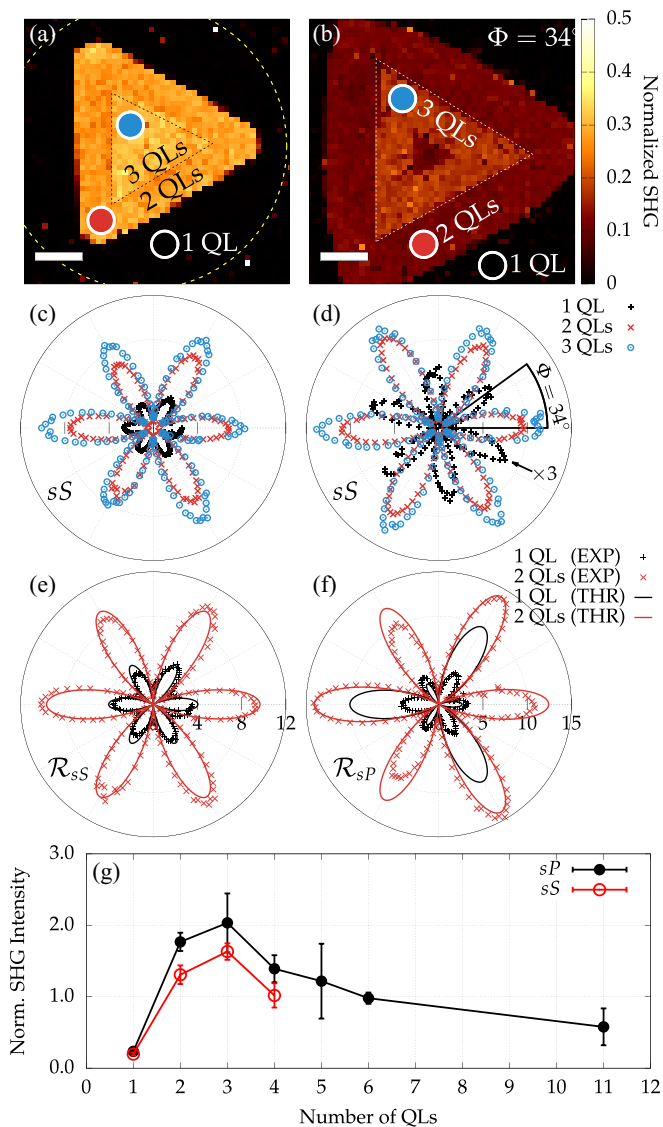 (a)
3 QLs
2 QLs
1 QL
(b)
Φ = 34°
3 QLs
2 QLs
1 QL
0.5
0.4
0.3
0.2
0.1
0
Normalized SHG
(c)
sS
(d)
1 QL
2 QLs
3 QLs
Φ = 34°
×3
sS
(e)
4 8 12
R_sS
1 QL (EXP)
2 QLs (EXP)
1 QL (THR)
2 QLs (THR)
(f)
5 10 15
R_sP
(g)
sP
sS
3.0
2.0
1.0
0.0
Norm. SHG Intensity
0 1 2 3 4 5 6 7 8 9 10 11 12
Number of QLs